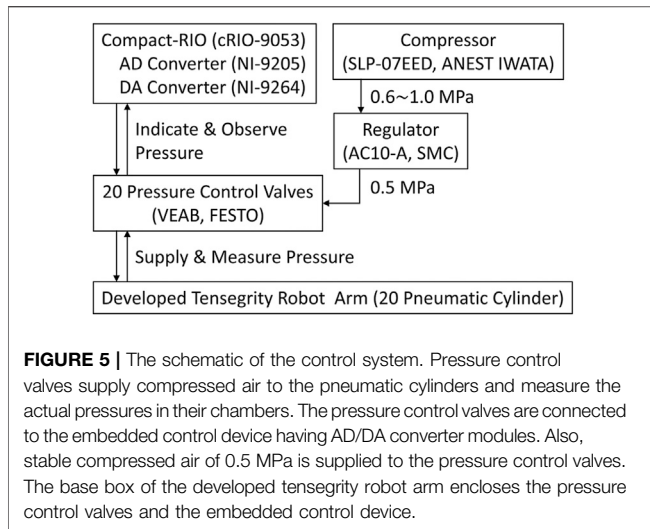 Compact-RIO (cRIO-9053)
AD Converter (NI-9205)
DA Converter (NI-9264)
Compressor
(SLP-07EED, ANEST IWATA)
0.6~1.0 MPa
Indicate & Observe
Pressure
Regulator
(AC10-A, SMC)
0.5 MPa
20 Pressure Control Valves
(VEAB, FESTO)
Supply & Measure Pressure
Developed Tensegrity Robot Arm (20 Pneumatic Cylinder)
FIGURE 5 | The schematic of the control system. Pressure control
valves supply compressed air to the pneumatic cylinders and measure the
actual pressures in their chambers. The pressure control valves are connected
to the embedded control device having AD/DA converter modules. Also,
stable compressed air of 0.5 MPa is supplied to the pressure control valves.
The base box of the developed tensegrity robot arm encloses the pressure
control valves and the embedded control device.